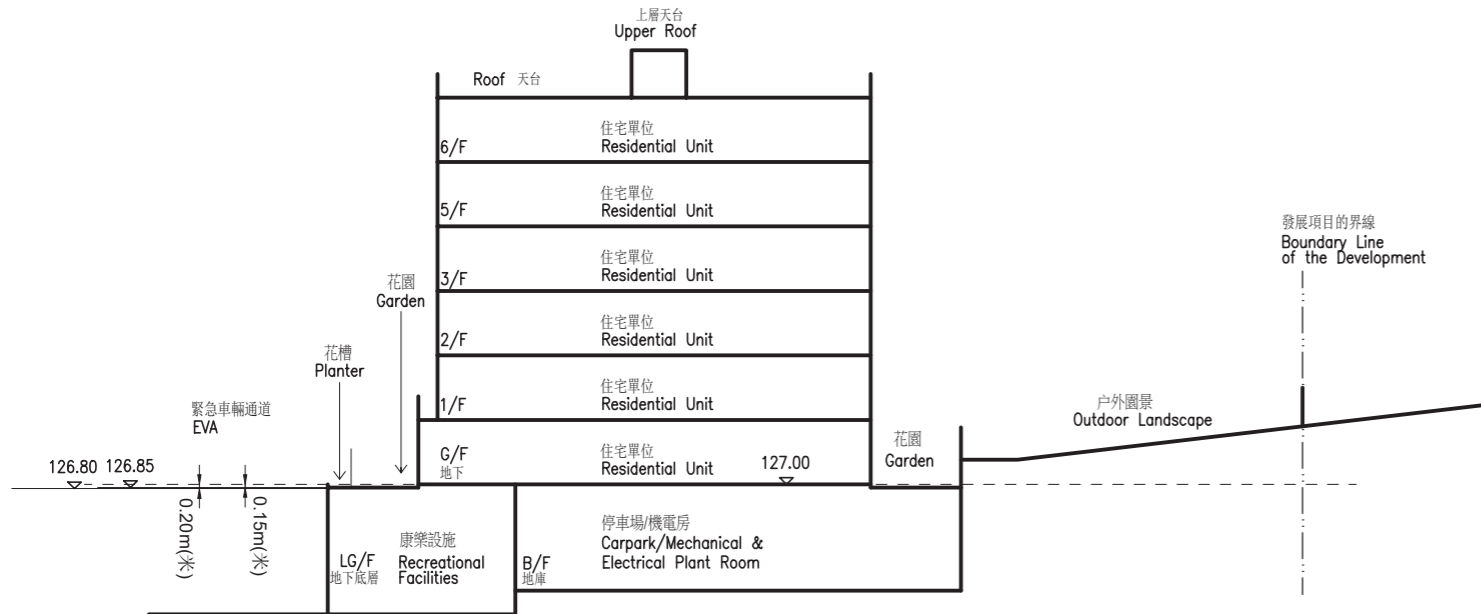 上層天台
Upper Roof
Roof 天台
住宅單位
6/F Residential Unit
住宅單位
5/F Residential Unit
發展項目的界線
Boundary Line
of the Development
住宅單位
3/F Residential Unit
花園
Garden
住宅單位
2/F Residential Unit
花槽
Planter
住宅單位
1/F Residential Unit
緊急車輛通道
EVA
户外園景
Outdoor Landscape
花園
Garden
住宅單位
G/F Residential Unit
地下
126.80 126.85
127.00
0.20m(米)
0.15m(米)
康樂設施
LG/F Recreational
地下底層 Facilities
停車場/機電房
Carpark/Mechanical &
B/F Electrical Plant Room
地庫